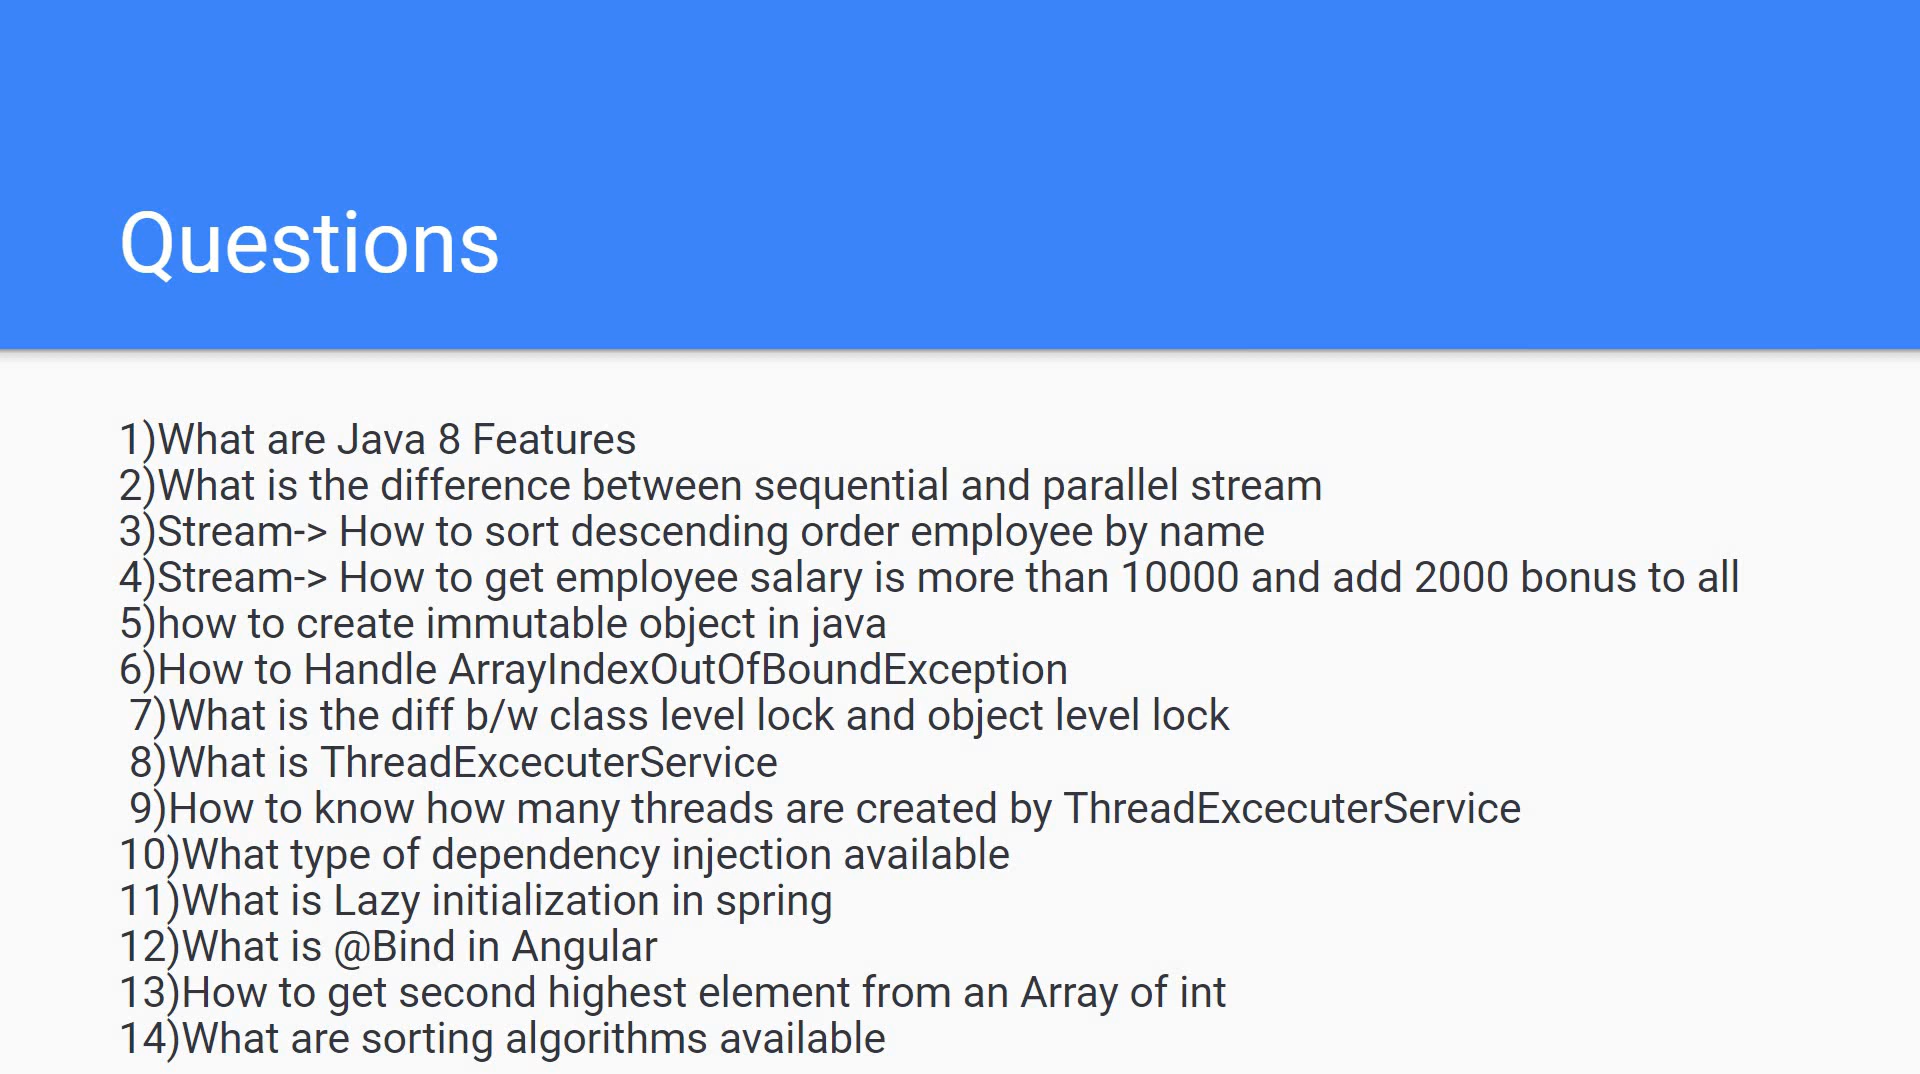 Questions
1)What are Java 8 Features
2)What is the difference between sequential and parallel stream
3)Stream-> How to sort descending order employee by name
4)Stream-> How to get employee salary is more than 10000 and add 2000 bonus to all
5)how to create immutable object in java
6)How to Handle ArrayIndexOutOfBoundException
7)What is the diff b/w class level lock and object level lock
8)What is ThreadExcecuterService
9)How to know how many threads are created by ThreadExcecuterService
10)What type of dependency injection available
11)What is Lazy initialization in spring
12)What is @Bind in Angular
13)How to get second highest element from an Array of int
14)What are sorting algorithms available